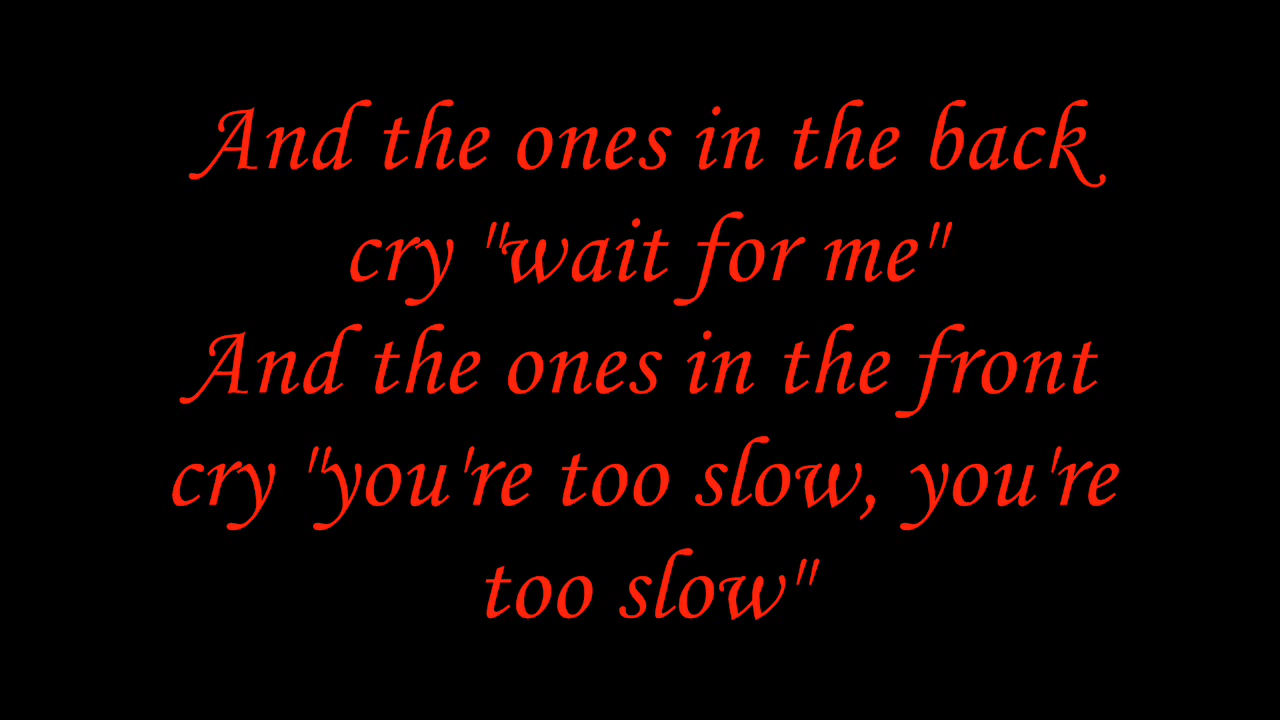 And the ones in the back
cry "wait for me"
And the ones in the front
cry "you're too slow, you're
too slow"